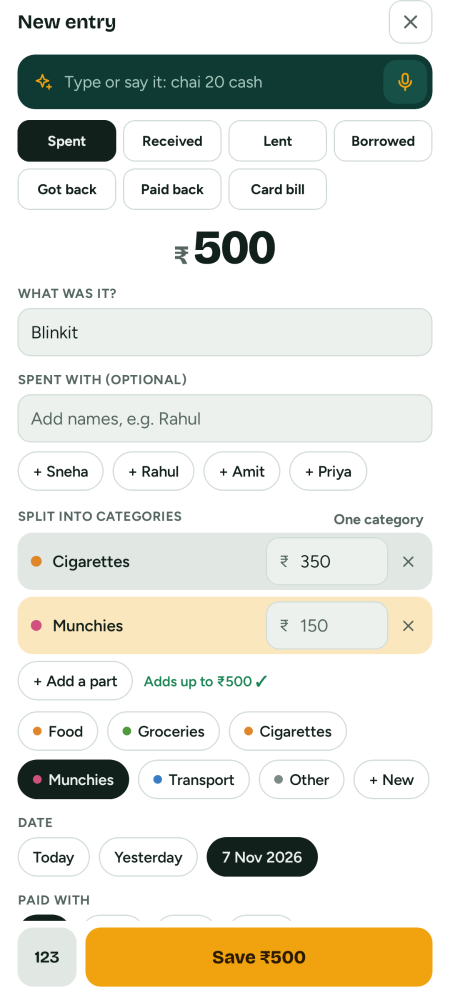 New entry
Type or say it: chai 20 cash
Spent Received Lent Borrowed
Got back Paid back Card bill
₹500
WHAT WAS IT?
Blinkit
SPENT WITH (OPTIONAL)
Add names, e.g. Rahul
+ Sneha + Rahul + Amit + Priya
SPLIT INTO CATEGORIES One category
Cigarettes ₹ 350
Munchies ₹ 150
+ Add a part Adds up to ₹500 ✓
Food Groceries Cigarettes
Munchies Transport Other + New
DATE
Today Yesterday 7 Nov 2026
PAID WITH
123 Save ₹500